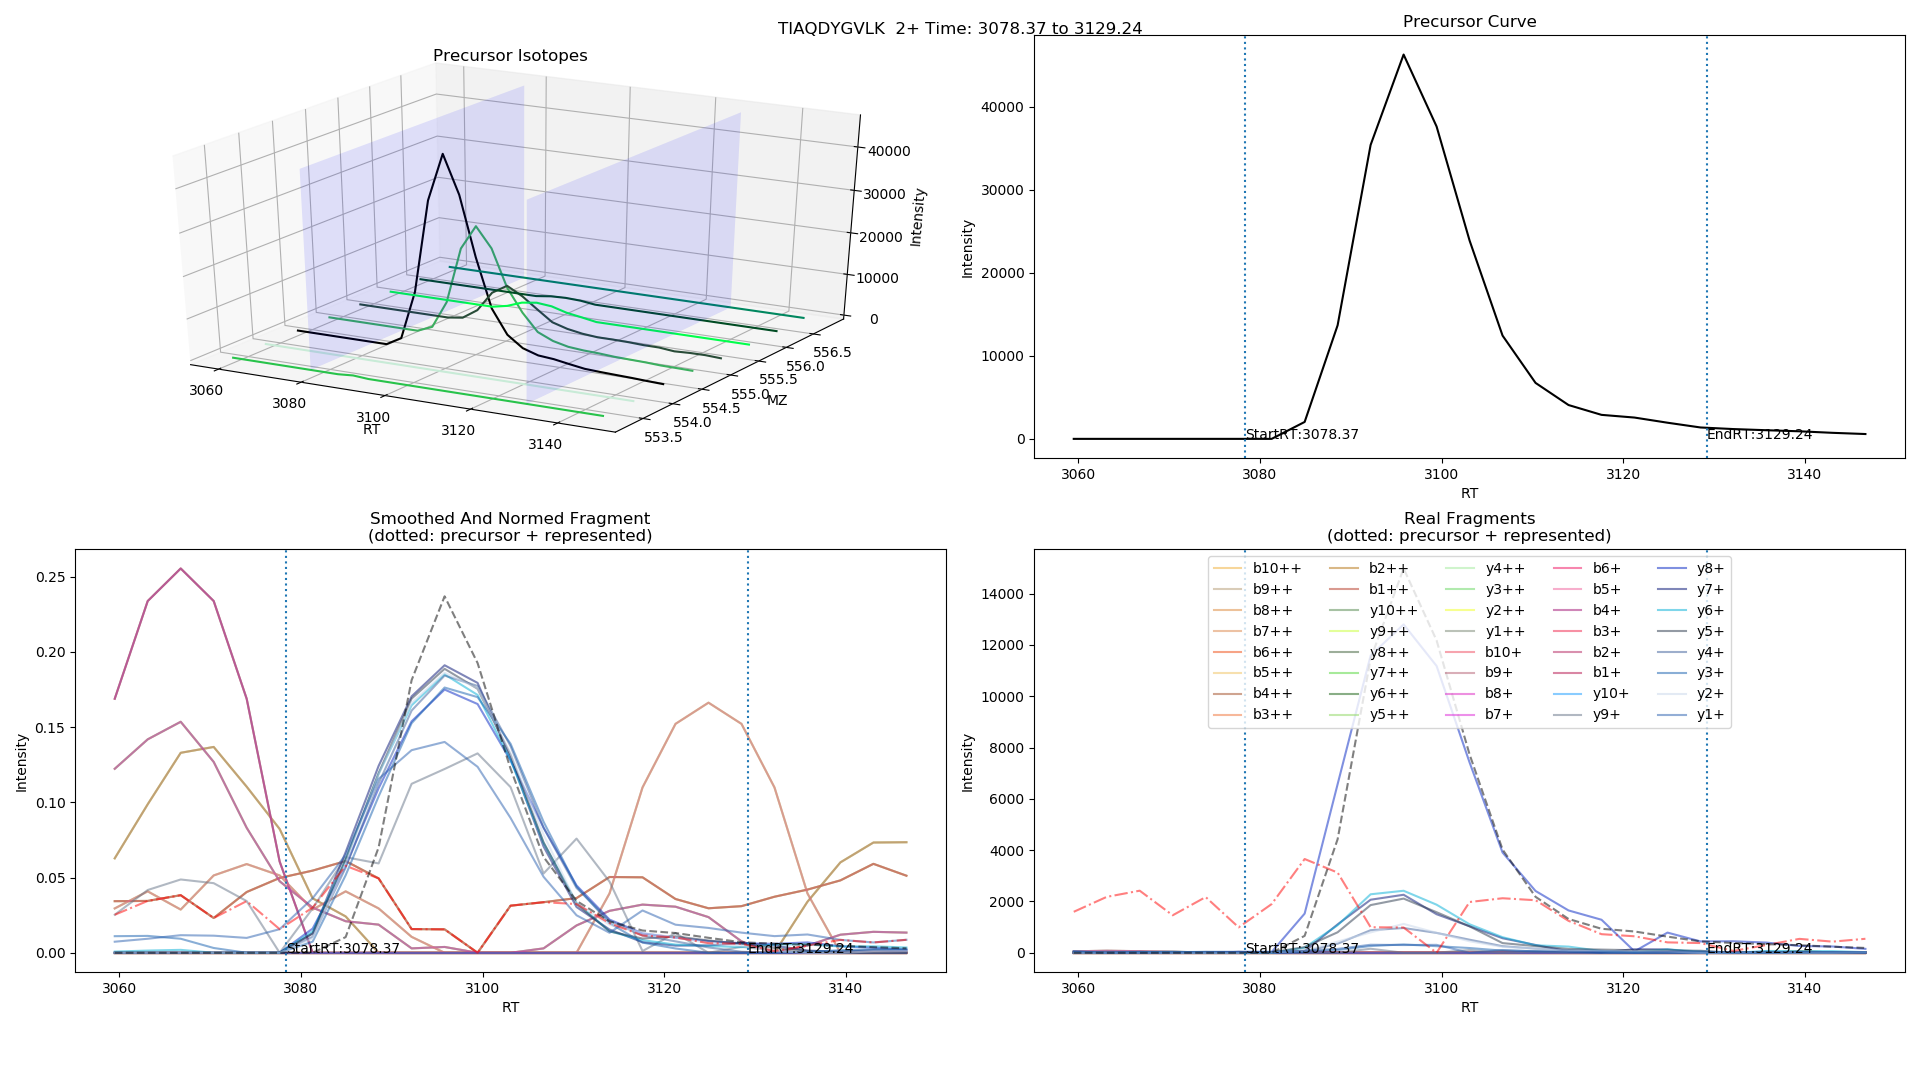 TIAQDYGVLK  2+ Time: 3078.37 to 3129.24
Precursor Isotopes
40000
30000
20000
10000
0
Intensity
3060
3080
3100
3120
3140
RT
553.5
554.0
554.5
555.0
555.5
556.0
556.5
MZ
Precursor Curve
40000
30000
20000
10000
0
Intensity
StartRT:3078.37
EndRT:3129.24
3060
3080
3100
3120
3140
RT
Smoothed And Normed Fragment
(dotted: precursor + represented)
0.25
0.20
0.15
0.10
0.05
0.00
Intensity
StartRT:3078.37
EndRT:3129.24
3060
3080
3100
3120
3140
RT
Real Fragments
(dotted: precursor + represented)
14000
12000
10000
8000
6000
4000
2000
0
Intensity
b10++
b9++
b8++
b7++
b6++
b5++
b4++
b3++
b2++
b1++
y10++
y9++
y8++
y7++
y6++
y5++
y4++
y3++
y2++
y1++
b10+
b9+
b8+
b7+
b6+
b5+
b4+
b3+
b2+
b1+
y10+
y9+
y8+
y7+
y6+
y5+
y4+
y3+
y2+
y1+
StartRT:3078.37
EndRT:3129.24
3060
3080
3100
3120
3140
RT